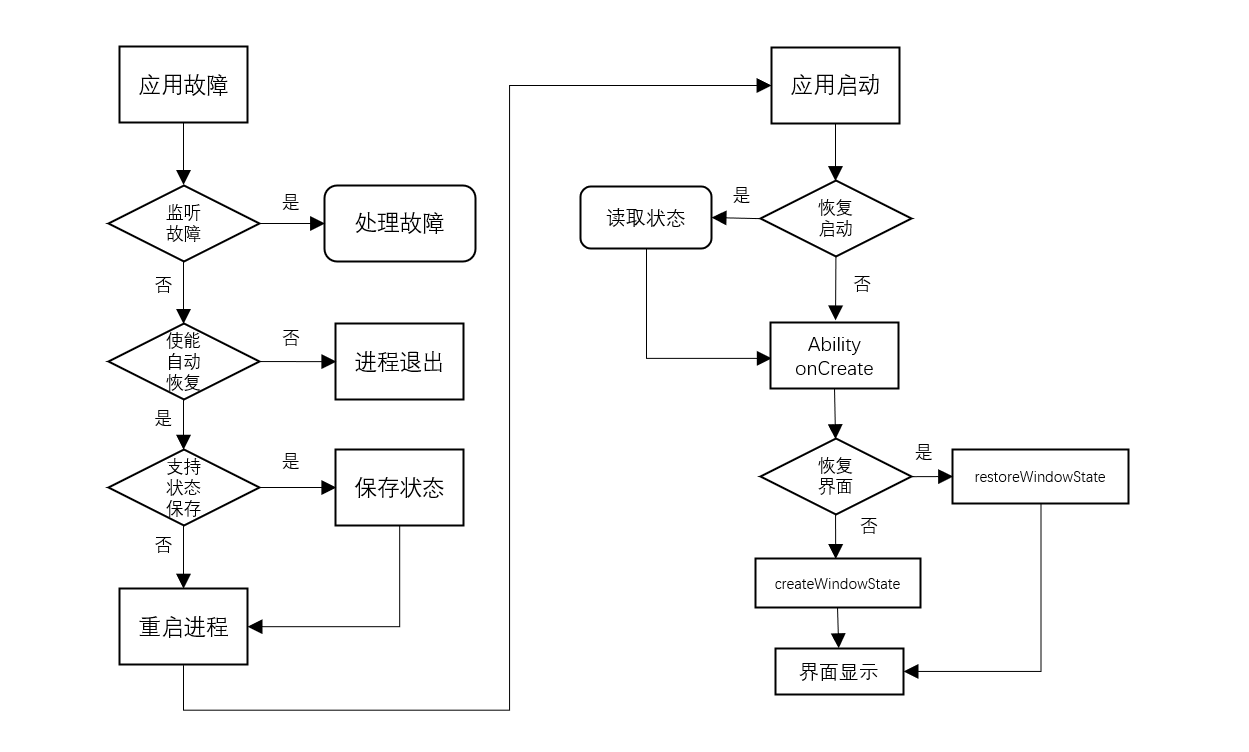 应用故障
监听
故障
是
处理故障
否
使能
自动
恢复
否
进程退出
是
支持
状态
保存
是
保存状态
否
重启进程
应用启动
恢复
启动
是
读取状态
否
Ability
onCreate
恢复
界面
是
restoreWindowState
否
createWindowState
界面显示